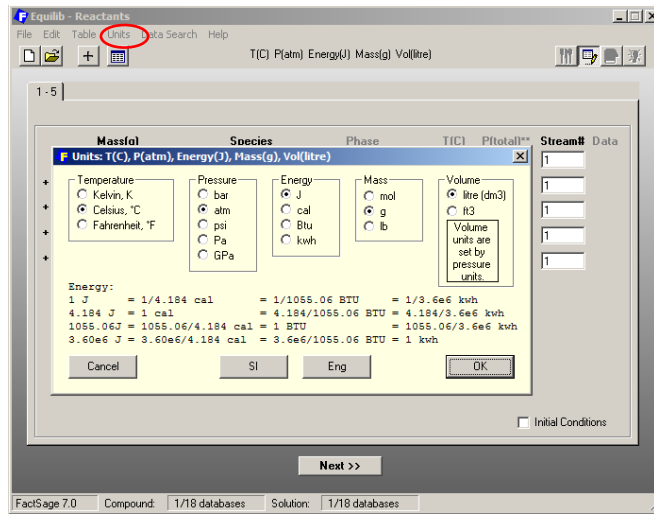 Equilib - Reactants
File Edit Table Units Data Search Help
T(C) P(atm) Energy(J) Mass(g) Vol(litre)
1 - 5
Mass(g) Species Phase T(C) P(total)** Stream# Data
F Units: T(C), P(atm), Energy(J), Mass(g), Vol(litre)
1
Temperature Pressure Energy Mass Volume
Kelvin, K bar J mol litre (dm3)
+ 1
Celsius, °C atm cal g ft3
+ 1
Fahrenheit, °F psi Btu lb Volume
+ Pa kwh units are 1
GPa set by
+ pressure 1
units.
Energy:
1 J = 1/4.184 cal = 1/1055.06 BTU = 1/3.6e6 kwh
4.184 J = 1 cal = 4.184/1055.06 BTU = 4.184/3.6e6 kwh
1055.06J = 1055.06/4.184 cal = 1 BTU = 1055.06/3.6e6 kwh
3.60e6 J = 3.60e6/4.184 cal = 3.6e6/1055.06 BTU = 1 kwh
Cancel SI Eng OK
Initial Conditions
Next >>
FactSage 7.0 Compound: 1/18 databases Solution: 1/18 databases